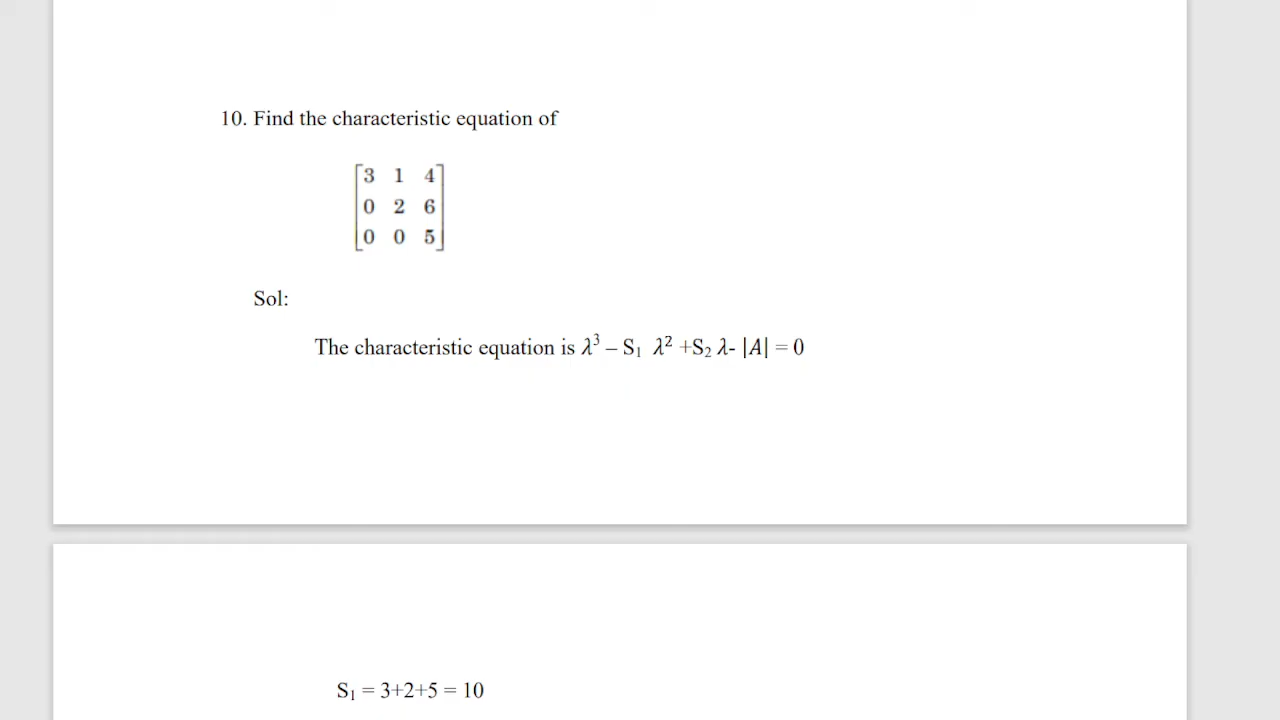 10. Find the characteristic equation of
3 1 4
0 2 6
0 0 5
Sol:
The characteristic equation is 𝜆³ – S₁ 𝜆² +S₂ 𝜆- |𝐴| = 0
S₁ = 3+2+5 = 10